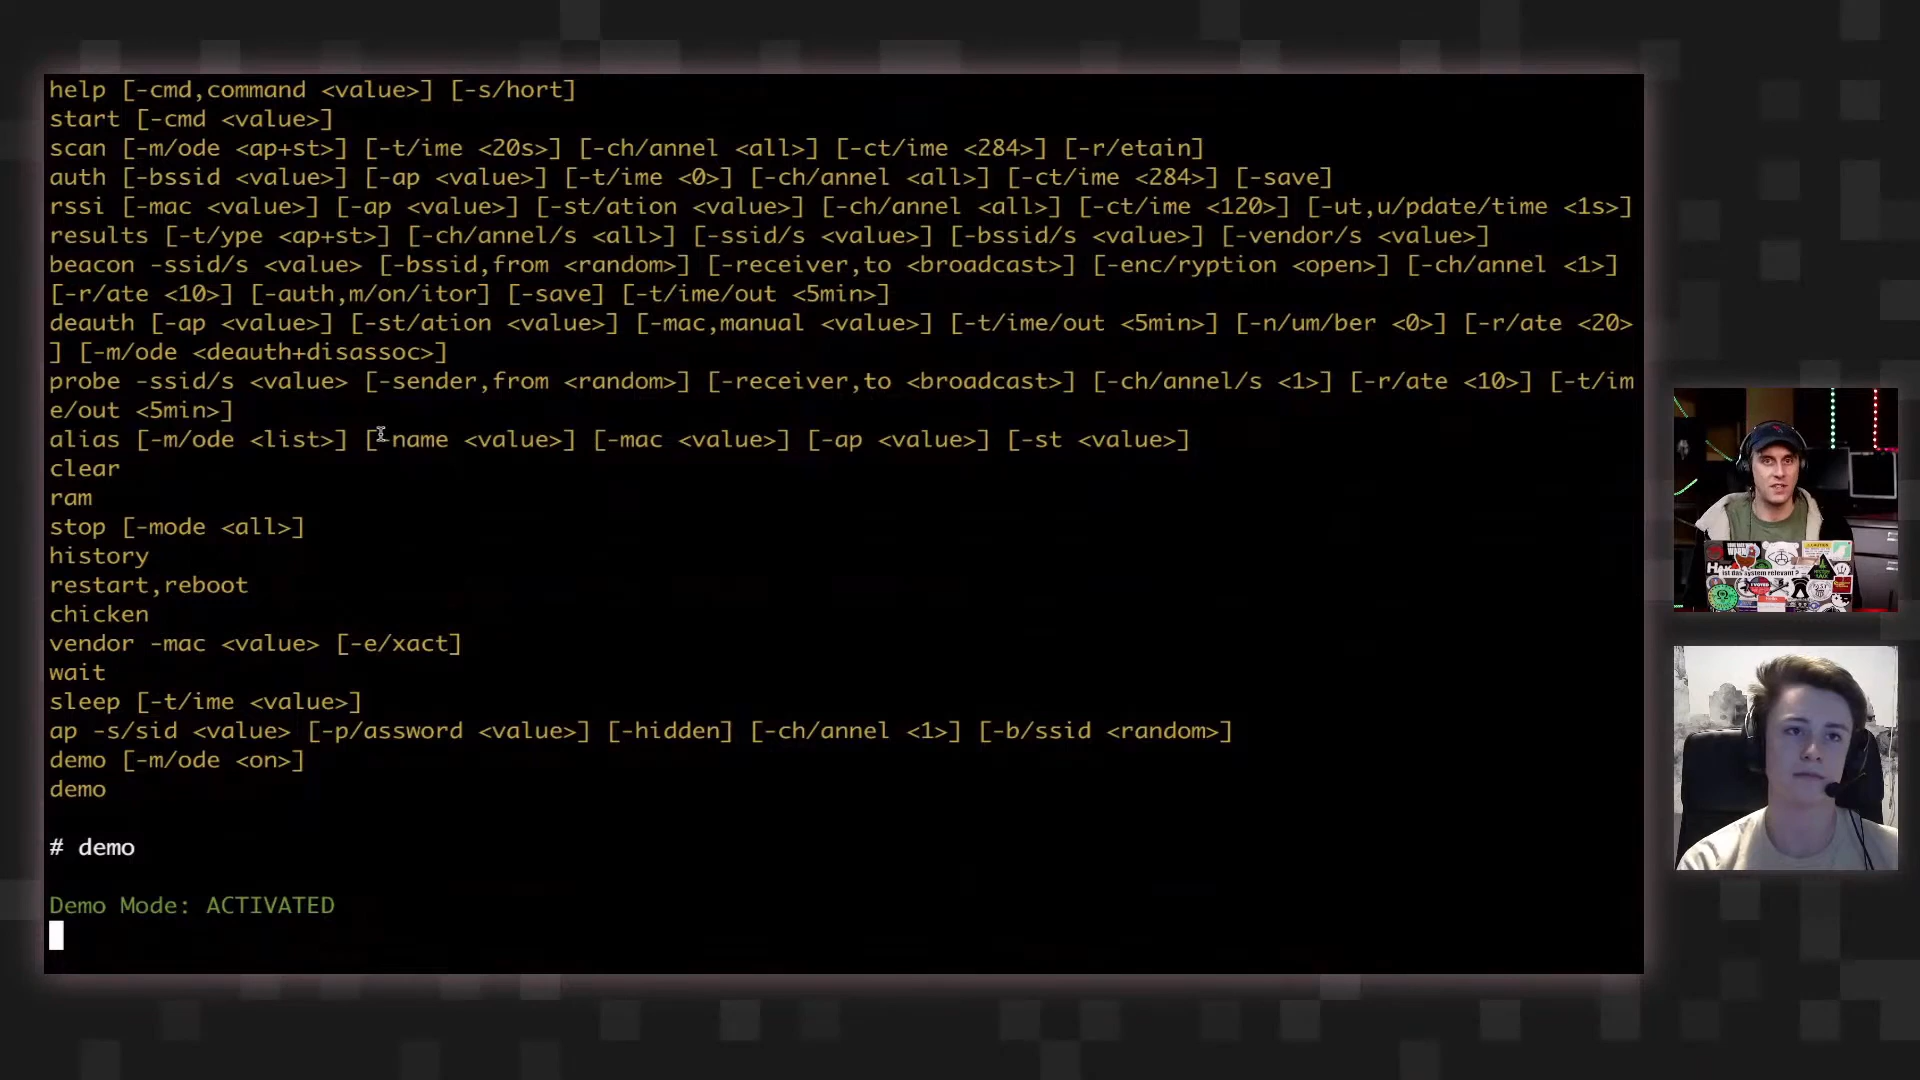 help [-cmd,command <value>] [-s/hort]
start [-cmd <value>]
scan [-m/ode <ap+st>] [-t/ime <20s>] [-ch/annel <all>] [-ct/ime <284>] [-r/etain]
auth [-bssid <value>] [-ap <value>] [-t/ime <0>] [-ch/annel <all>] [-ct/ime <284>] [-save]
rssi [-mac <value>] [-ap <value>] [-st/ation <value>] [-ch/annel <all>] [-ct/ime <120>] [-ut,u/pdate/time <1s>]
results [-t/ype <ap+st>] [-ch/annel/s <all>] [-ssid/s <value>] [-bssid/s <value>] [-vendor/s <value>]
beacon -ssid/s <value> [-bssid,from <random>] [-receiver,to <broadcast>] [-enc/ryption <open>] [-ch/annel <1>]
[-r/ate <10>] [-auth,m/on/itor] [-save] [-t/ime/out <5min>]
deauth [-ap <value>] [-st/ation <value>] [-mac,manual <value>] [-t/ime/out <5min>] [-n/um/ber <0>] [-r/ate <20>
] [-m/ode <deauth+disassoc>]
probe -ssid/s <value> [-sender,from <random>] [-receiver,to <broadcast>] [-ch/annel/s <1>] [-r/ate <10>] [-t/im
e/out <5min>]
alias [-m/ode <list>] [-name <value>] [-mac <value>] [-ap <value>] [-st <value>]
clear
ram
stop [-mode <all>]
history
restart,reboot
chicken
vendor -mac <value> [-e/xact]
wait
sleep [-t/ime <value>]
ap -s/sid <value> [-p/assword <value>] [-hidden] [-ch/annel <1>] [-b/ssid <random>]
demo [-m/ode <on>]
demo
# demo
Demo Mode: ACTIVATED
ist das system relevant ?